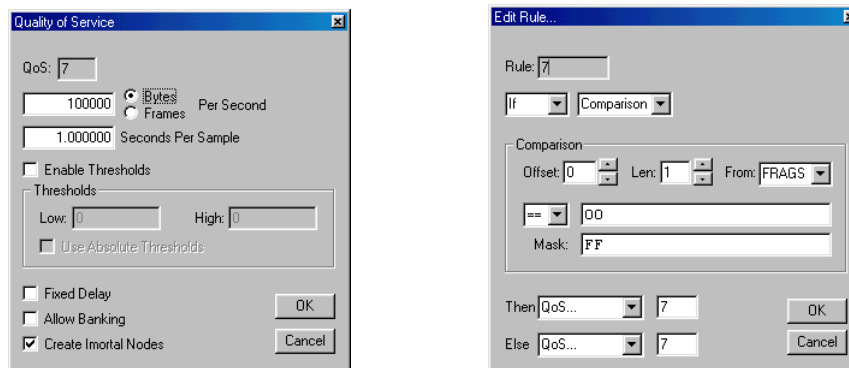 Quality of Service
QoS: 7
100000 Bytes Frames Per Second
1.000000 Seconds Per Sample
Enable Thresholds
Thresholds
Low: 0 High: 0
Use Absolute Thresholds
Fixed Delay
Allow Banking
Create Imortal Nodes
OK
Cancel
Edit Rule...
Rule: 7
If Comparison
Comparison
Offset: 0 Len: 1 From: FRAGS
== 00
Mask: FF
Then QoS... 7
Else QoS... 7
OK
Cancel